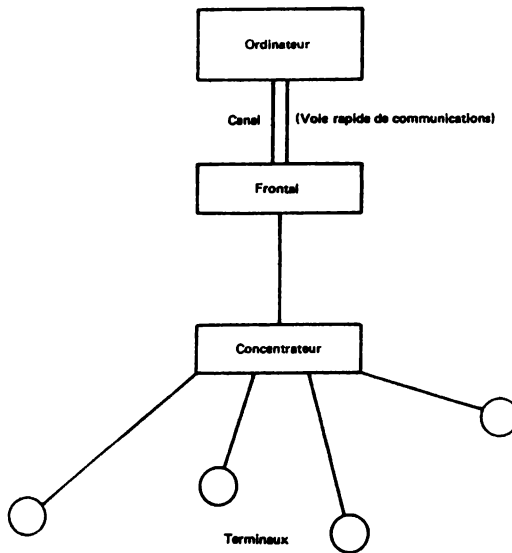 Ordinateur
Canal (Voie rapide de communications)
Frontal
Concentrateur
Terminaux